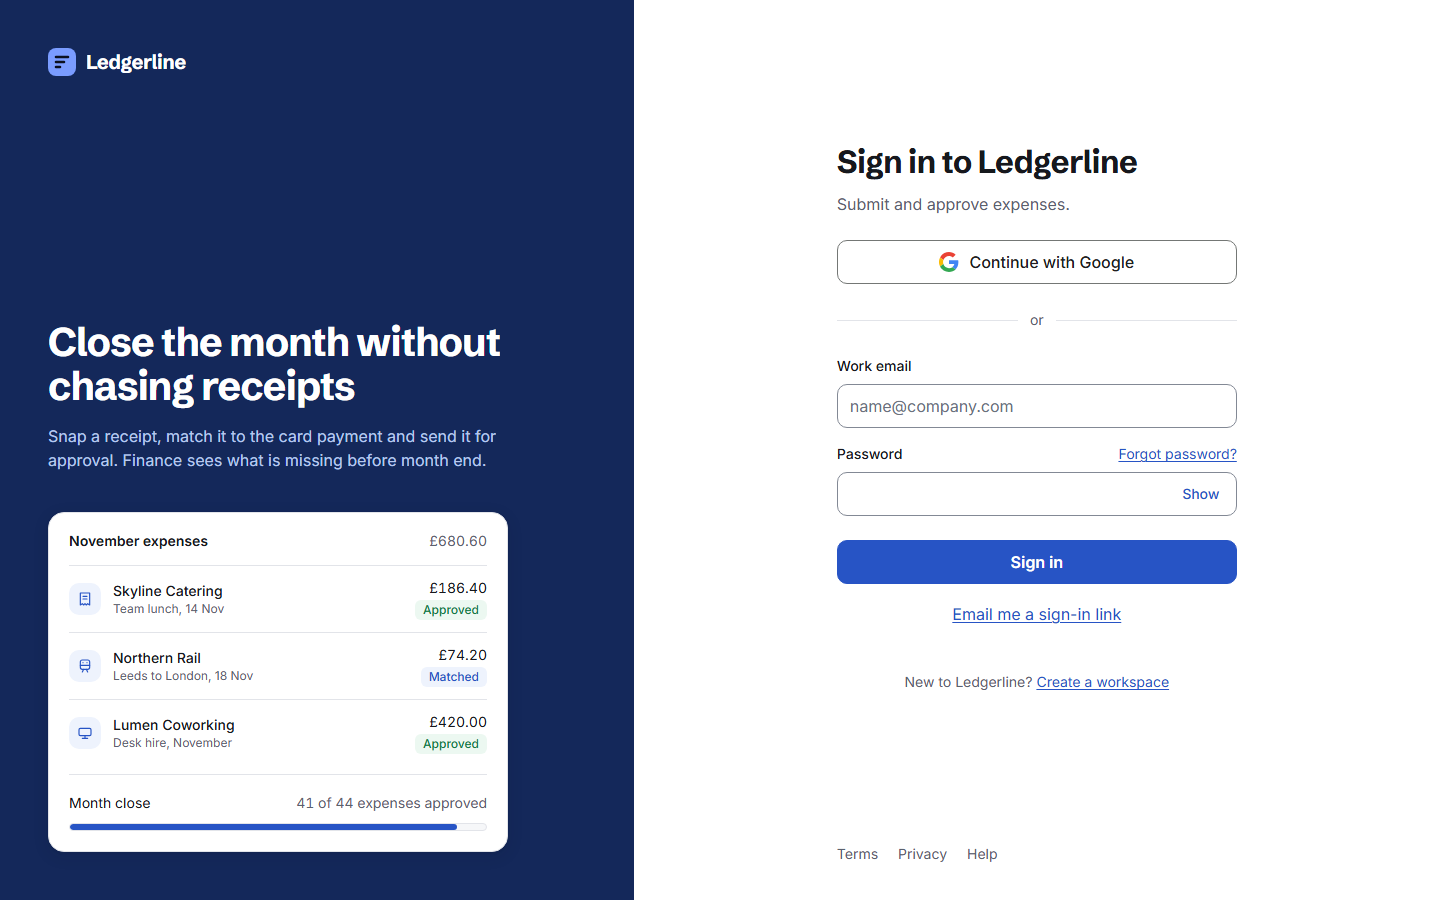 Ledgerline
Close the month without
chasing receipts
Snap a receipt, match it to the card payment and send it for
approval. Finance sees what is missing before month end.
November expenses £680.60
Skyline Catering £186.40
Team lunch, 14 Nov Approved
Northern Rail £74.20
Leeds to London, 18 Nov Matched
Lumen Coworking £420.00
Desk hire, November Approved
Month close 41 of 44 expenses approved
Sign in to Ledgerline
Submit and approve expenses.
Continue with Google
or
Work email
name@company.com
Password Forgot password?
Show
Sign in
Email me a sign-in link
New to Ledgerline? Create a workspace
Terms Privacy Help